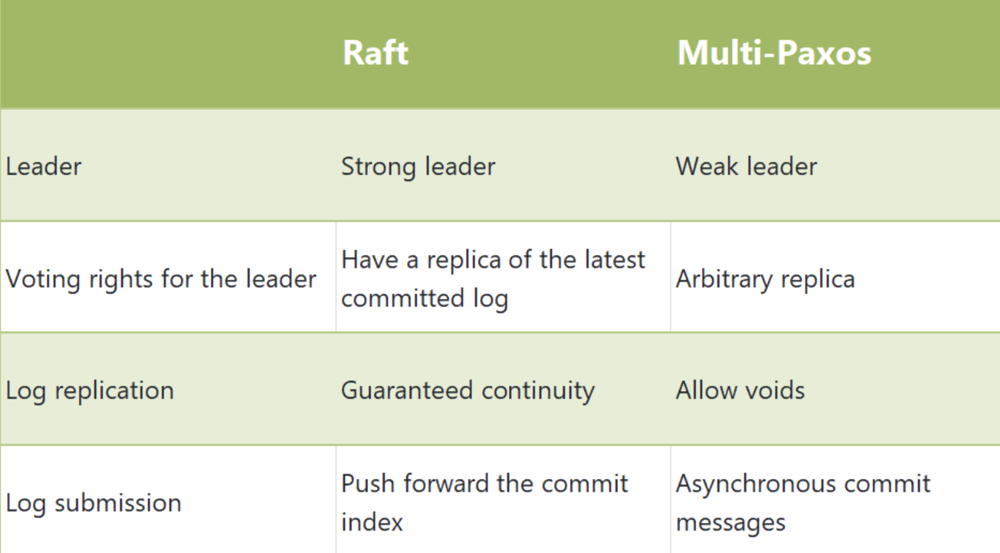 Raft
Multi-Paxos
Leader
Strong leader
Weak leader
Voting rights for the leader
Have a replica of the latest
committed log
Arbitrary replica
Log replication
Guaranteed continuity
Allow voids
Log submission
Push forward the commit
index
Asynchronous commit
messages